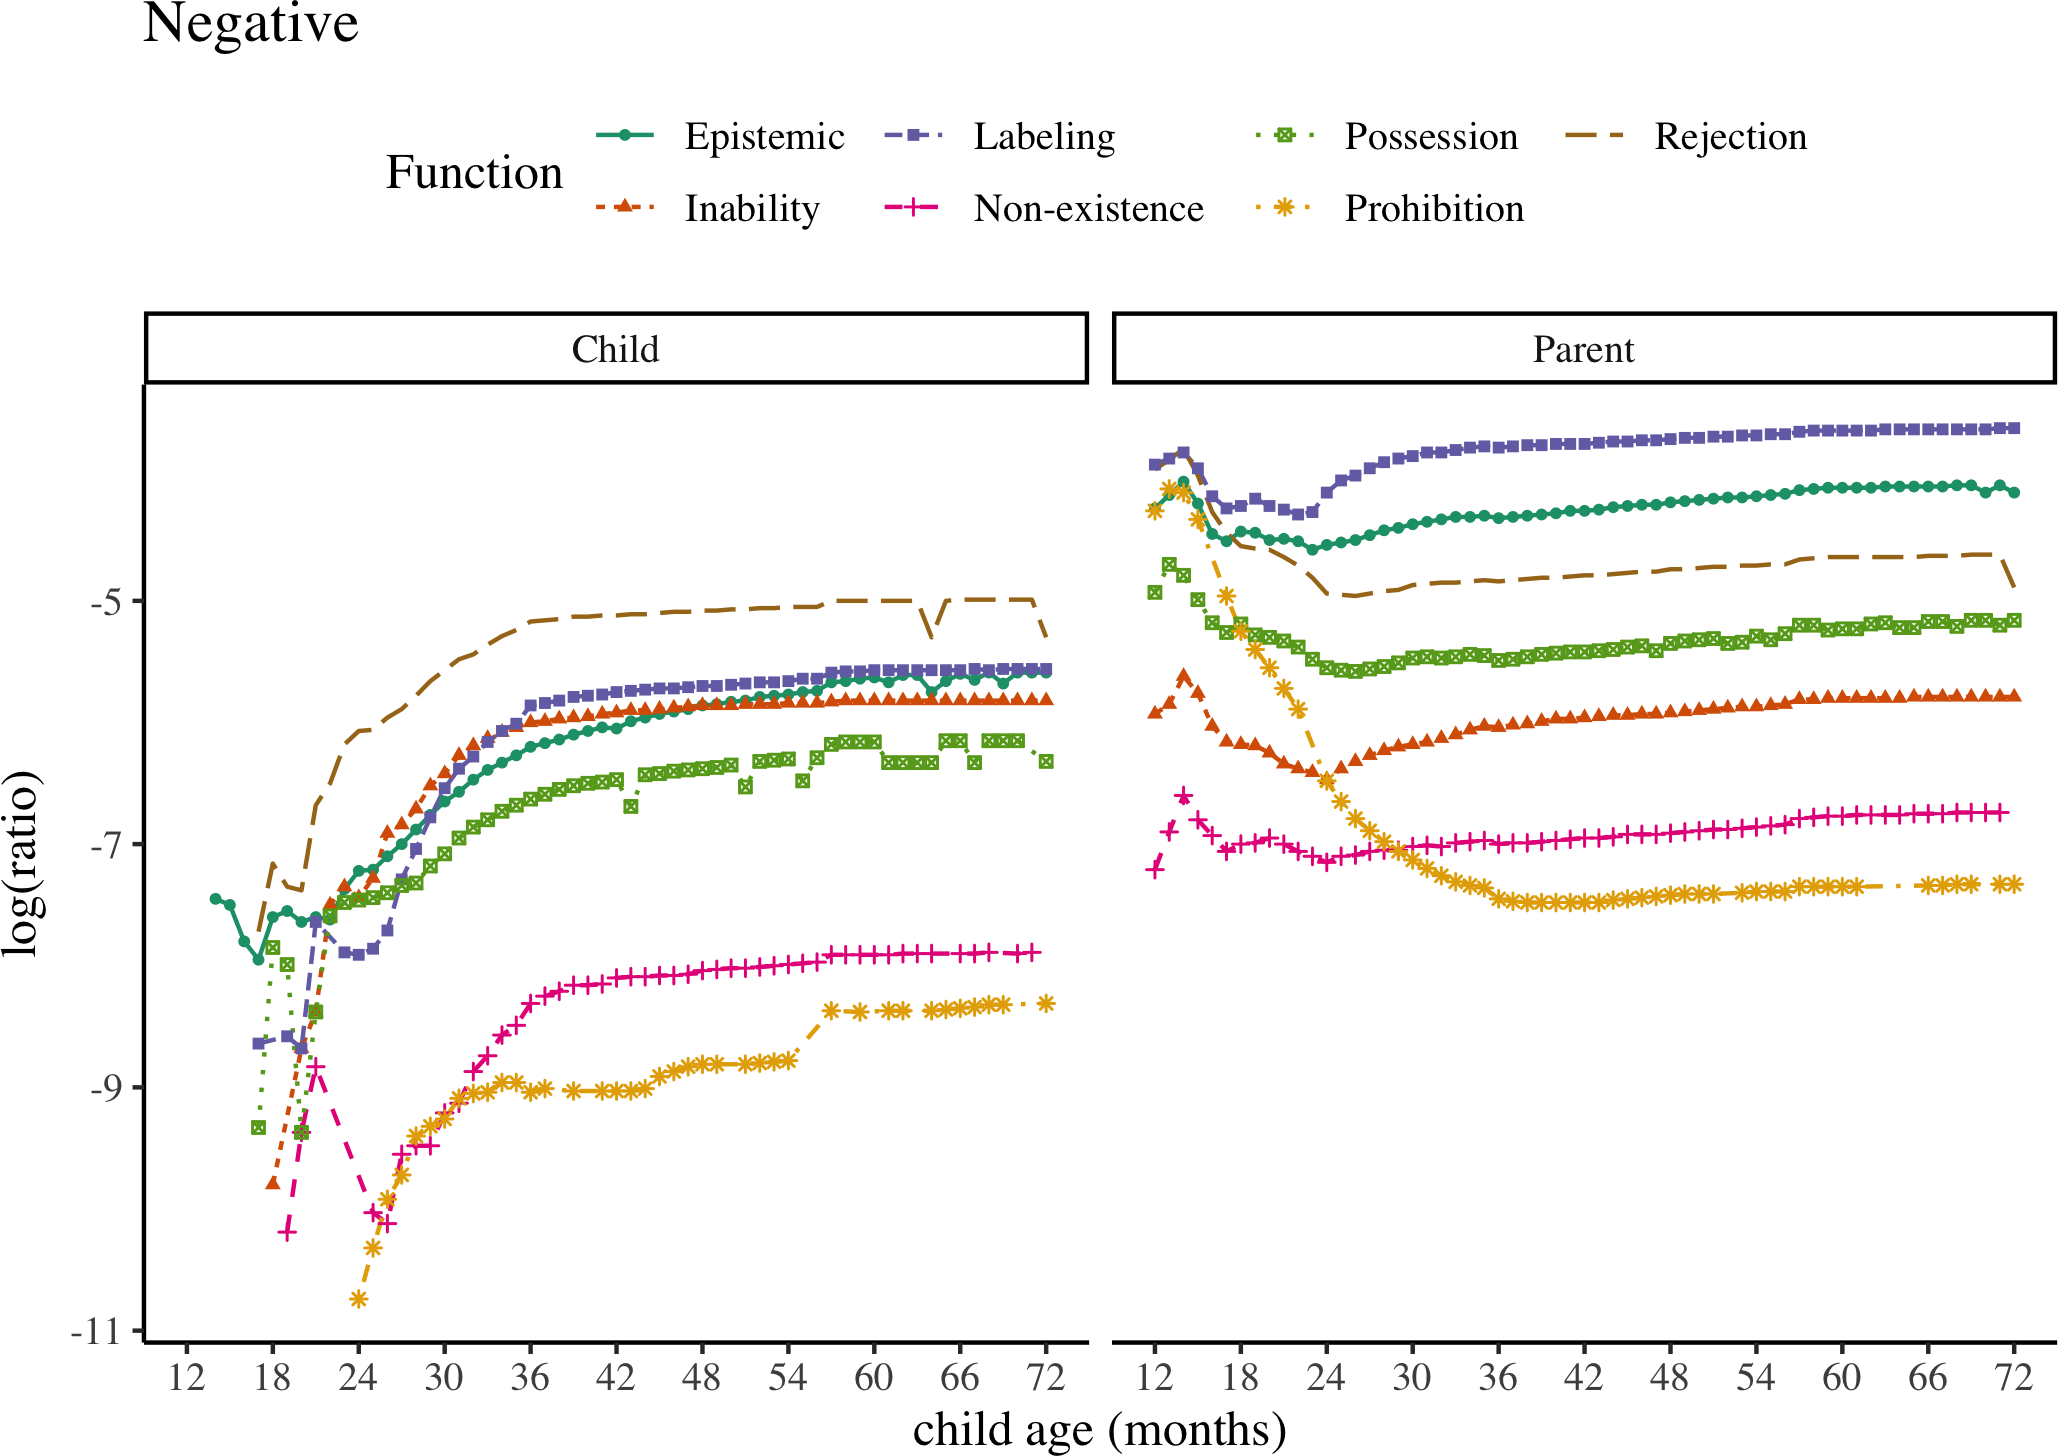 Negative
Function
Epistemic Labeling Possession Rejection
Inability Non-existence Prohibition
Child Parent
log(ratio)
-5
-7
-9
-11
12 18 24 30 36 42 48 54 60 66 72 12 18 24 30 36 42 48 54 60 66 72
child age (months)